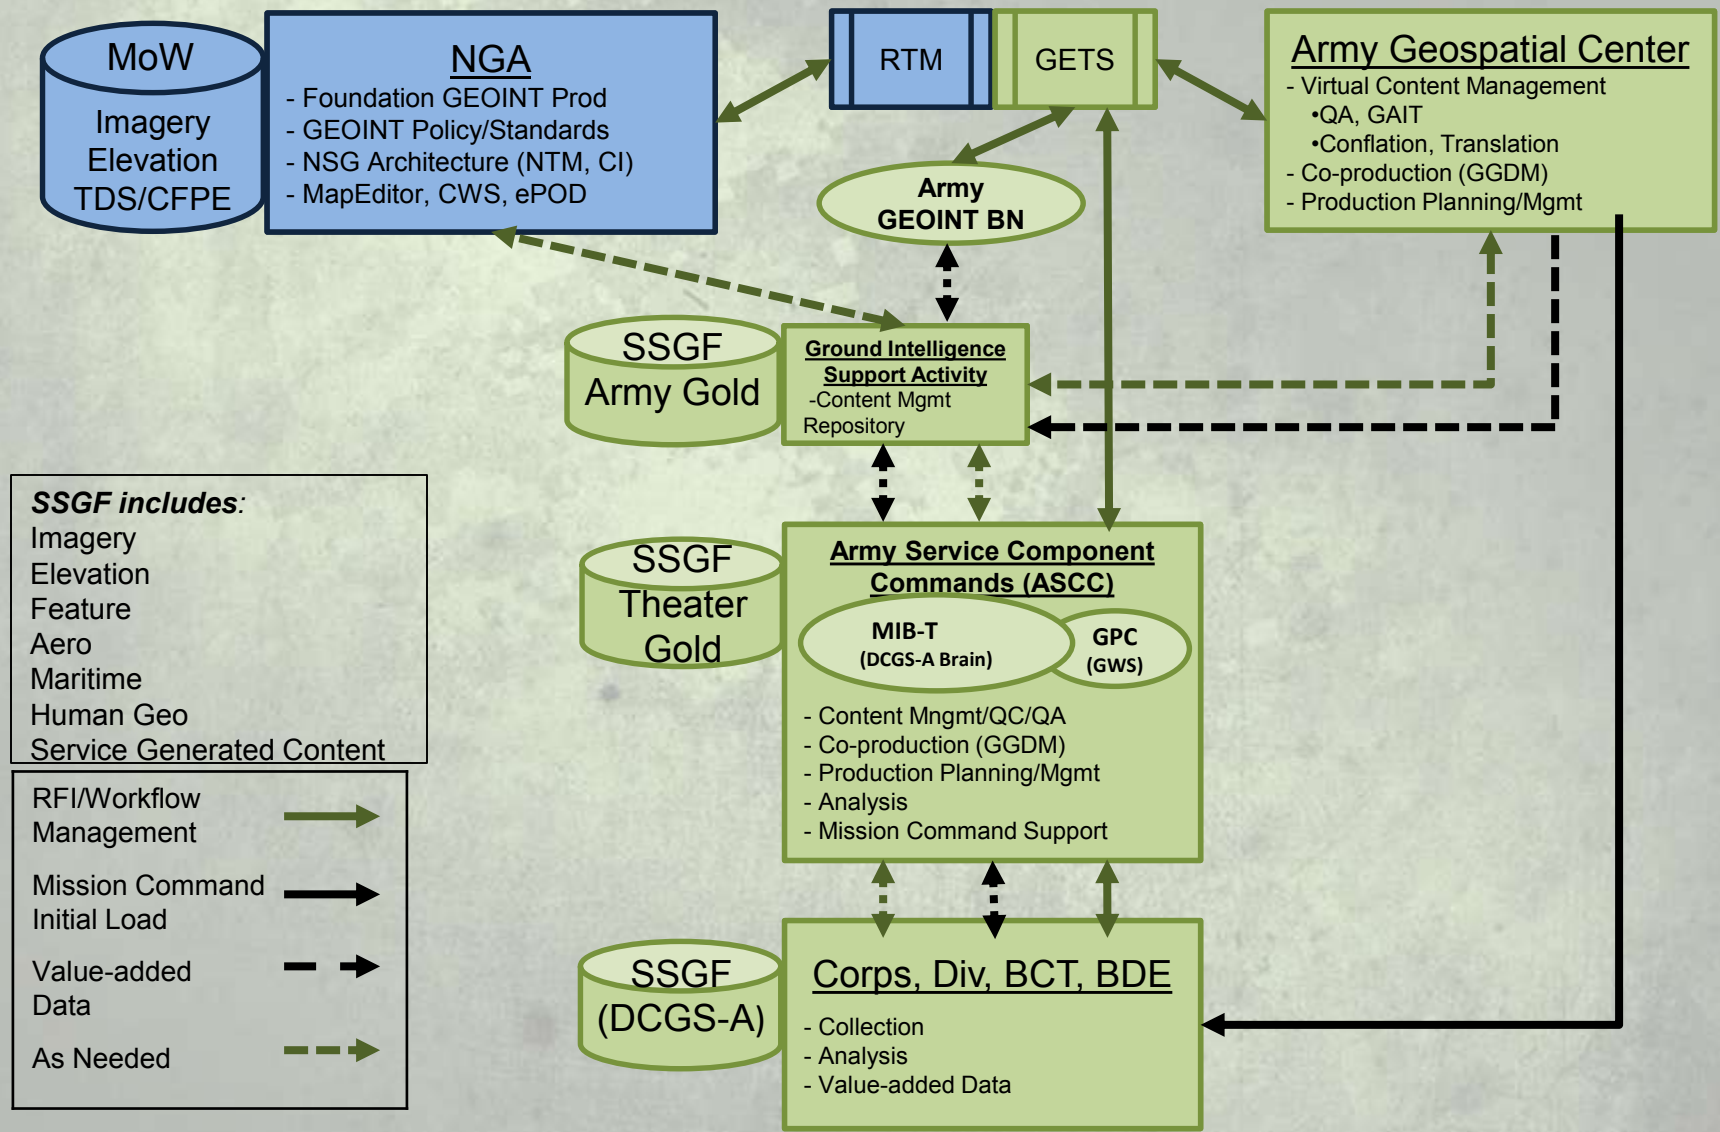 MoW
Imagery
Elevation
TDS/CFPE
NGA
- Foundation GEOINT Prod
- GEOINT Policy/Standards
- NSG Architecture (NTM, CI)
- MapEditor, CWS, ePOD
RTM
GETS
Army Geospatial Center
- Virtual Content Management
•QA, GAIT
•Conflation, Translation
- Co-production (GGDM)
- Production Planning/Mgmt
Army
GEOINT BN
SSGF
Army Gold
Ground Intelligence
Support Activity
-Content Mgmt
Repository
SSGF includes:
Imagery
Elevation
Feature
Aero
Maritime
Human Geo
Service Generated Content
SSGF
Theater
Gold
Army Service Component
Commands (ASCC)
MIB-T
(DCGS-A Brain)
GPC
(GWS)
- Content Mngmt/QC/QA
- Co-production (GGDM)
- Production Planning/Mgmt
- Analysis
- Mission Command Support
RFI/Workflow
Management
Mission Command
Initial Load
Value-added
Data
As Needed
SSGF
(DCGS-A)
Corps, Div, BCT, BDE
- Collection
- Analysis
- Value-added Data